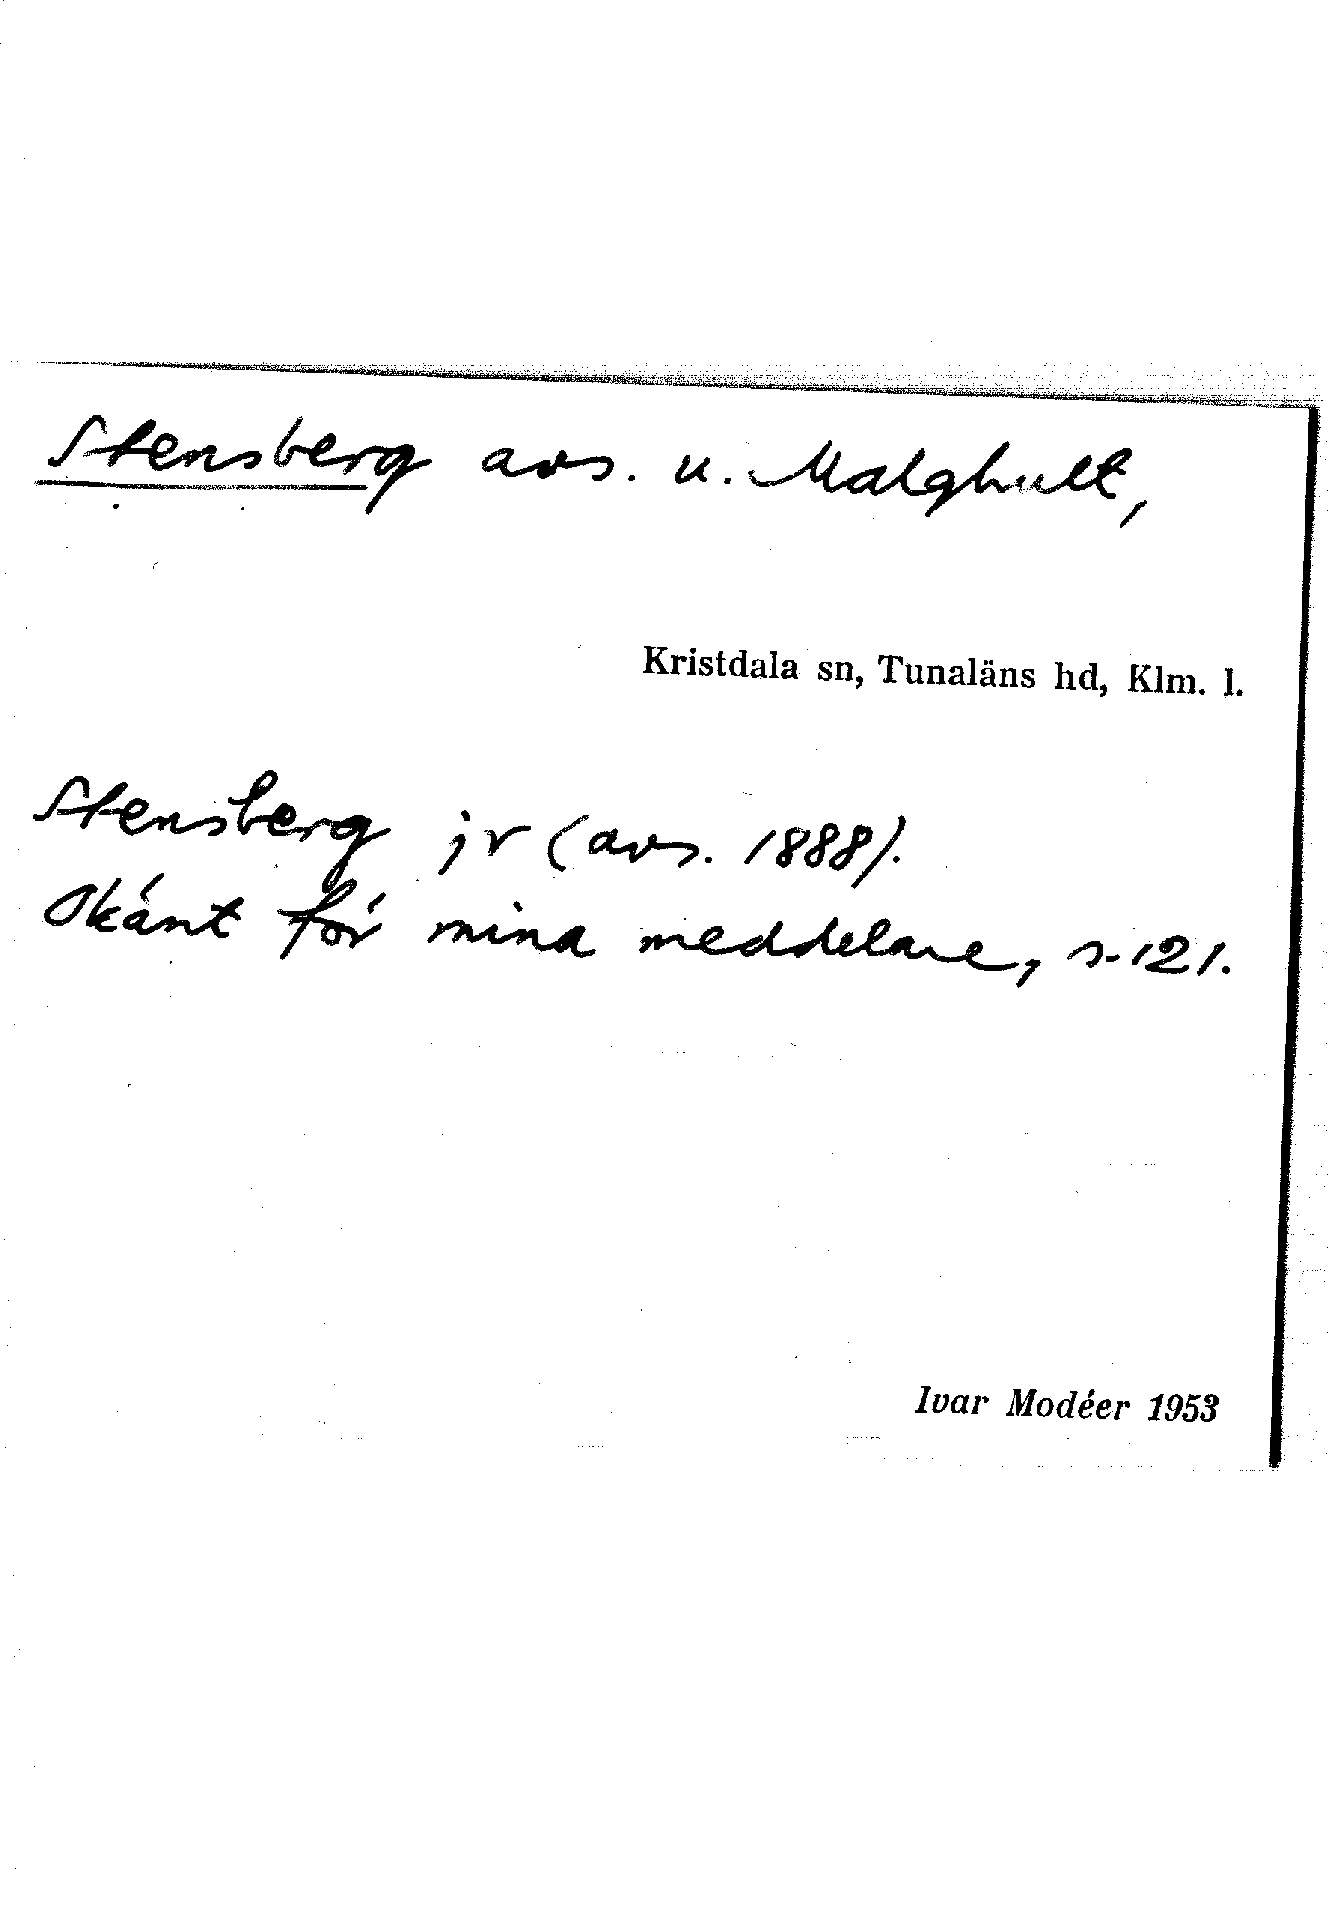 Stensberg avs. u. Malghult,
Kristdala sn, Tunaläns hd, Klm. l.
Stensberg jr (avs. 1888).
Okänt för mina meddelare, s. 121.
Ivar Modéer 1953